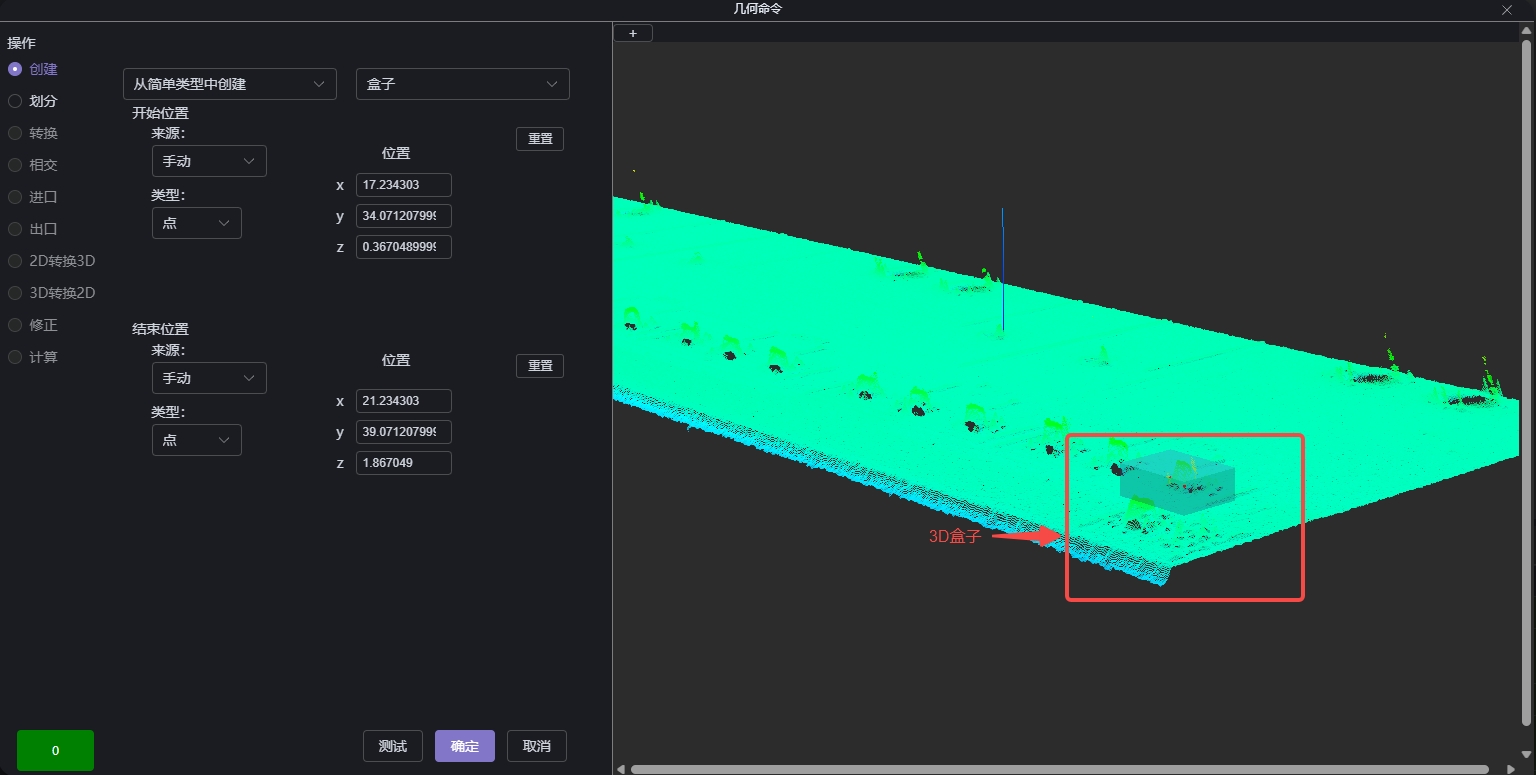 几何命令
操作
创建
划分
转换
相交
进口
出口
2D转换3D
3D转换2D
修正
计算
从简单类型中创建
盒子
开始位置
来源：
手动
类型：
点
位置
重置
x 17.234303
y 34.071207999
z 0.3670489999
结束位置
来源：
手动
类型：
点
位置
重置
x 21.234303
y 39.071207999
z 1.867049
0
测试
确定
取消
+
3D盒子